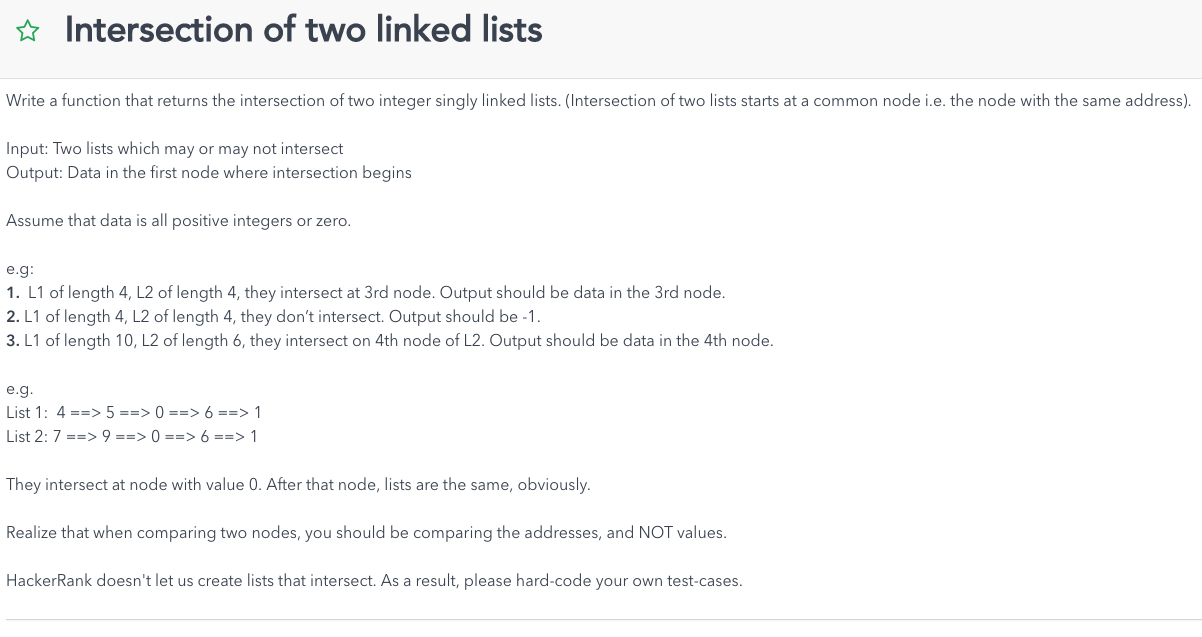 Intersection of two linked lists
Write a function that returns the intersection of two integer singly linked lists. (Intersection of two lists starts at a common node i.e. the node with the same address).
Input: Two lists which may or may not intersect
Output: Data in the first node where intersection begins
Assume that data is all positive integers or zero.
e.g:
1. L1 of length 4, L2 of length 4, they intersect at 3rd node. Output should be data in the 3rd node.
2. L1 of length 4, L2 of length 4, they don’t intersect. Output should be -1.
3. L1 of length 10, L2 of length 6, they intersect on 4th node of L2. Output should be data in the 4th node.
e.g.
List 1: 4 ==> 5 ==> 0 ==> 6 ==> 1
List 2: 7 ==> 9 ==> 0 ==> 6 ==> 1
They intersect at node with value 0. After that node, lists are the same, obviously.
Realize that when comparing two nodes, you should be comparing the addresses, and NOT values.
HackerRank doesn't let us create lists that intersect. As a result, please hard-code your own test-cases.